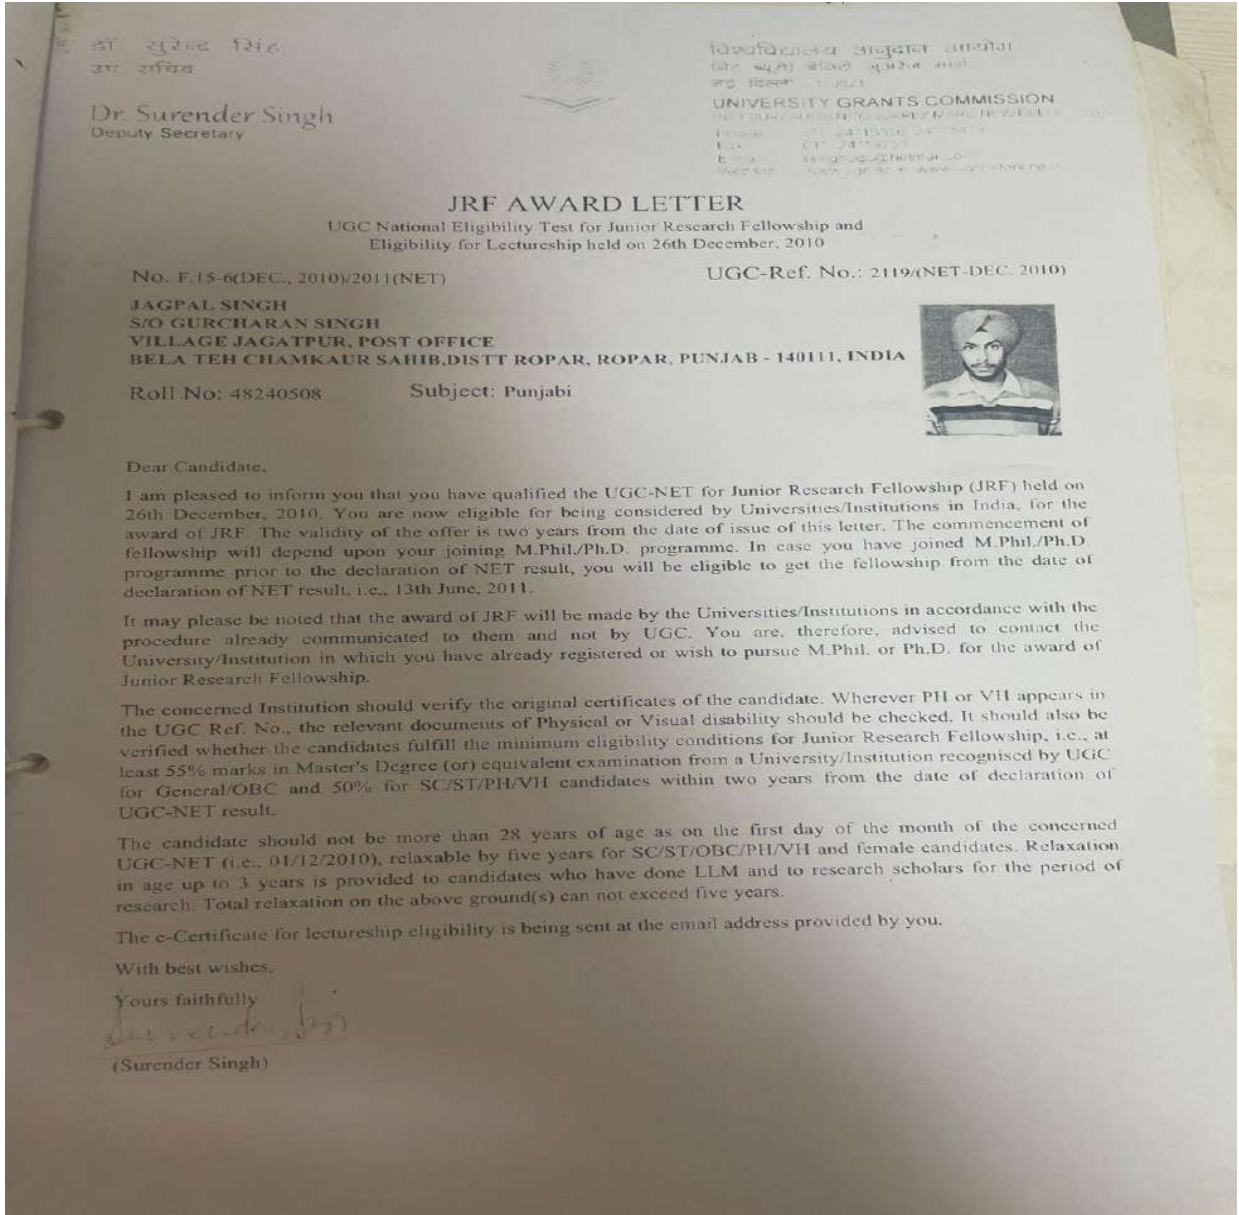 डॉ सुरेन्द्र सिंह
उप सचिव
Dr. Surender Singh
Deputy Secretary
विश्वविद्यालय अनुदान आयोग
नई दिल्ली
UNIVERSITY GRANTS COMMISSION
JRF AWARD LETTER
UGC National Eligibility Test for Junior Research Fellowship and
Eligibility for Lectureship held on 26th December, 2010
No. F.15-6(DEC., 2010)/2011(NET) UGC-Ref. No.: 2119/(NET-DEC. 2010)
JAGPAL SINGH
S/O GURCHARAN SINGH
VILLAGE JAGATPUR, POST OFFICE
BELA TEH CHAMKAUR SAHIB,DISTT ROPAR, ROPAR, PUNJAB - 140111, INDIA
Roll No: 48240508 Subject: Punjabi
Dear Candidate,
I am pleased to inform you that you have qualified the UGC-NET for Junior Research Fellowship (JRF) held on
26th December, 2010. You are now eligible for being considered by Universities/Institutions in India, for the
award of JRF. The validity of the offer is two years from the date of issue of this letter. The commencement of
fellowship will depend upon your joining M.Phil./Ph.D. programme. In case you have joined M.Phil./Ph.D.
programme prior to the declaration of NET result, you will be eligible to get the fellowship from the date of
declaration of NET result, i.e., 13th June, 2011.
It may please be noted that the award of JRF will be made by the Universities/Institutions in accordance with the
procedure already communicated to them and not by UGC. You are, therefore, advised to contact the
University/Institution in which you have already registered or wish to pursue M.Phil. or Ph.D. for the award of
Junior Research Fellowship.
The concerned Institution should verify the original certificates of the candidate. Wherever PH or VH appears in
the UGC Ref. No., the relevant documents of Physical or Visual disability should be checked. It should also be
verified whether the candidates fulfill the minimum eligibility conditions for Junior Research Fellowship, i.e., at
least 55% marks in Master's Degree (or) equivalent examination from a University/Institution recognised by UGC
for General/OBC and 50% for SC/ST/PH/VH candidates within two years from the date of declaration of
UGC-NET result.
The candidate should not be more than 28 years of age as on the first day of the month of the concerned
UGC-NET (i.e., 01/12/2010), relaxable by five years for SC/ST/OBC/PH/VH and female candidates. Relaxation
in age up to 3 years is provided to candidates who have done LLM and to research scholars for the period of
research. Total relaxation on the above ground(s) can not exceed five years.
The e-Certificate for lectureship eligibility is being sent at the email address provided by you.
With best wishes,
Yours faithfully
(Surender Singh)